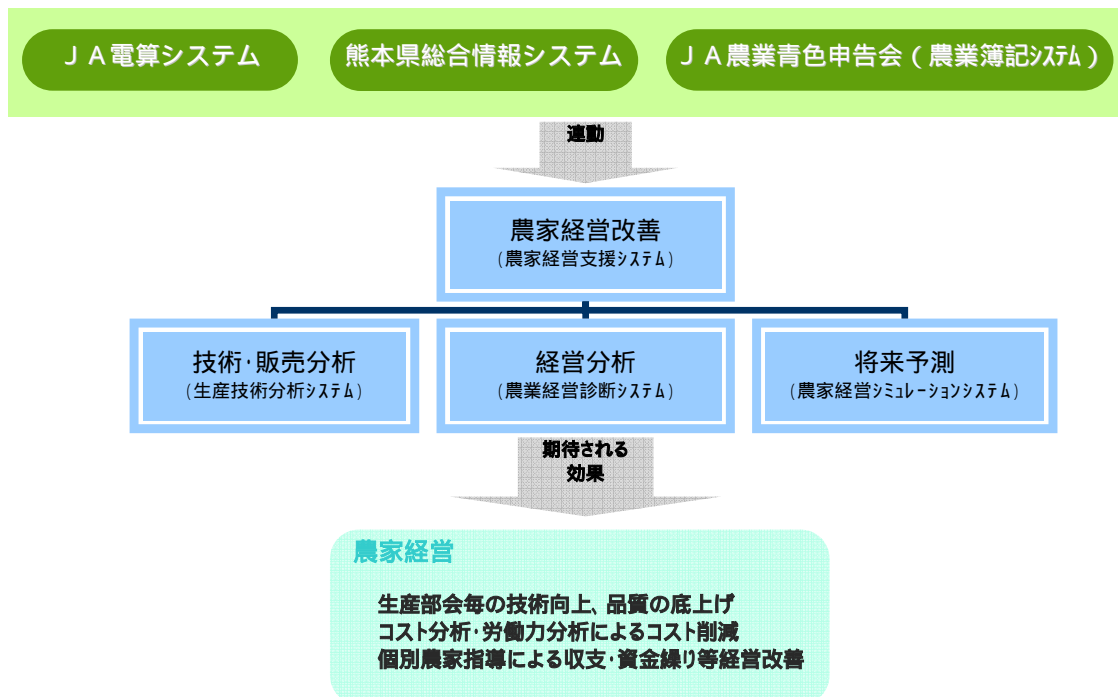 ＪＡ電算システム
熊本県総合情報システム
ＪＡ農業青色申告会（農業簿記ｼｽﾃﾑ）
連動
農家経営改善
(農家経営支援ｼｽﾃﾑ)
技術･販売分析
(生産技術分析ｼｽﾃﾑ)
経営分析
(農業経営診断ｼｽﾃﾑ)
将来予測
(農家経営ｼﾐｭﾚｰｼｮﾝｼｽﾃﾑ)
期待される
効果
農家経営
生産部会毎の技術向上、品質の底上げ
コスト分析･労働力分析によるコスト削減
個別農家指導による収支･資金繰り等経営改善